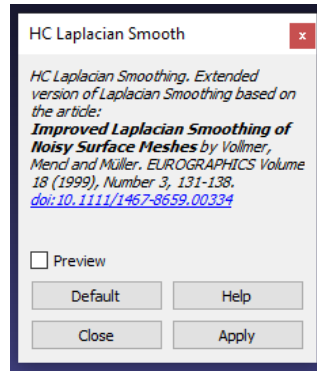 HC Laplacian Smooth
x
HC Laplacian Smoothing. Extended
version of Laplacian Smoothing based on
the article:
Improved Laplacian Smoothing of
Noisy Surface Meshes by Vollmer,
Mencl and Müller. EUROGRAPHICS Volume
18 (1999), Number 3, 131-138.
doi:10.1111/1467-8659.00334
Preview
Default Help
Close Apply